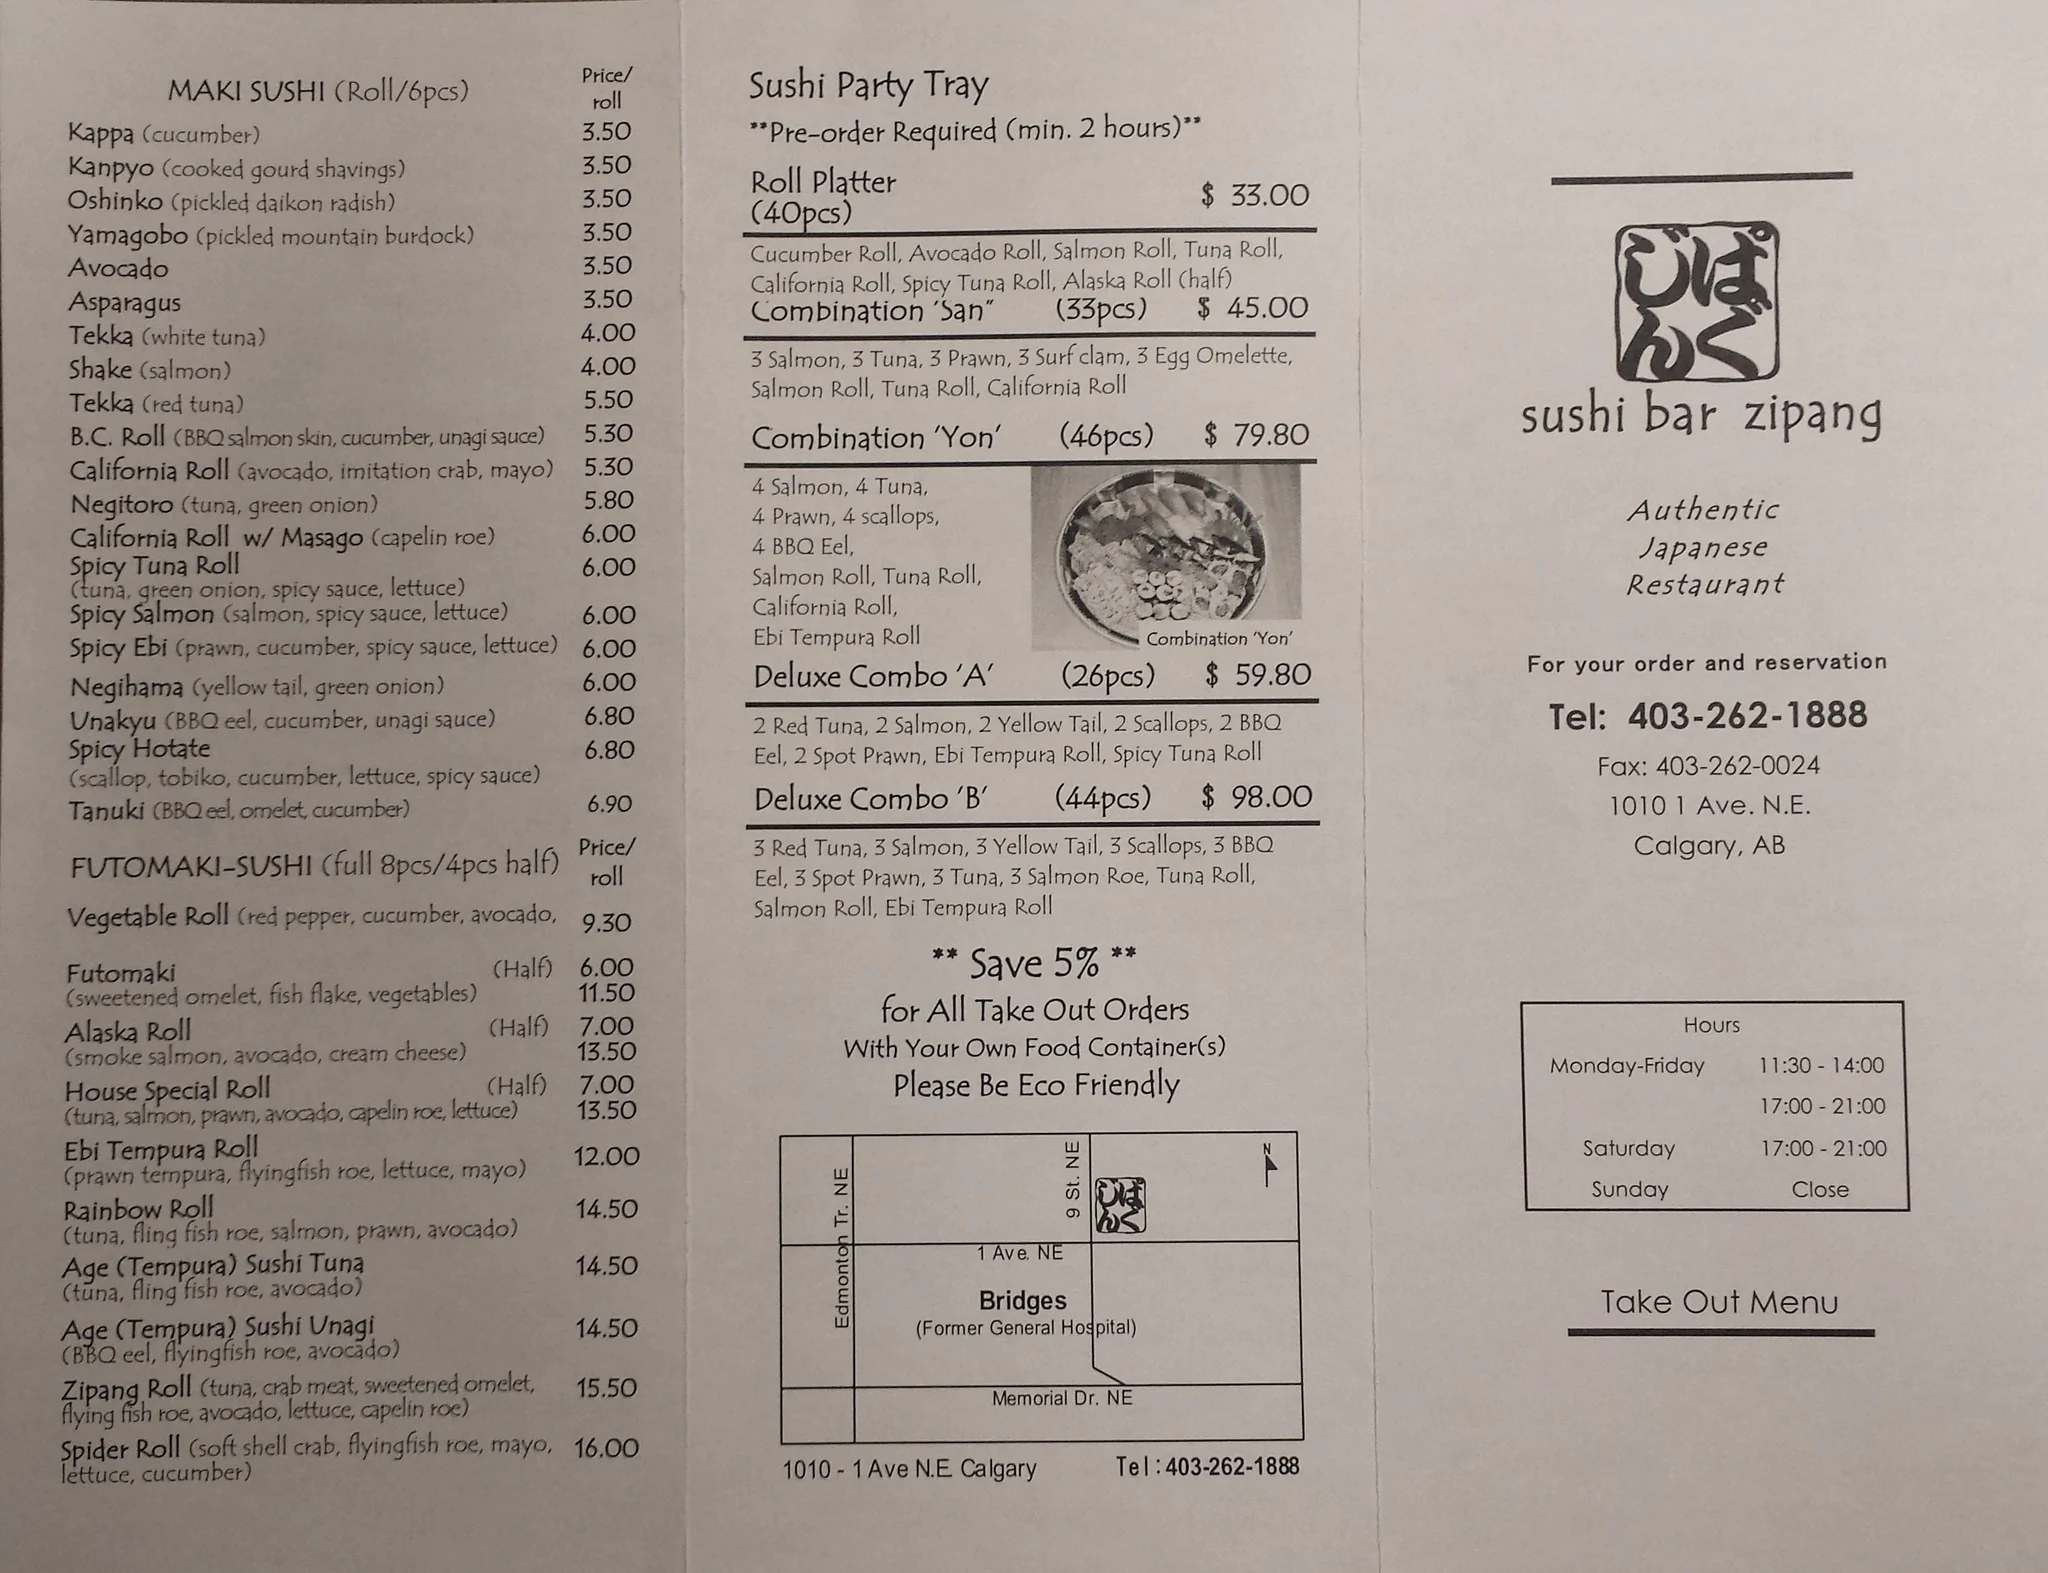 MAKI SUSHI (Roll/6pcs) Price/
roll
Kappa (cucumber) 3.50
Kanpyo (cooked gourd shavings) 3.50
Oshinko (pickled daikon radish) 3.50
Yamagobo (pickled mountain burdock) 3.50
Avocado 3.50
Asparagus 3.50
Tekka (white tuna) 4.00
Shake (salmon) 4.00
Tekka (red tuna) 5.50
B.C. Roll (BBQ salmon skin, cucumber, unagi sauce) 5.30
California Roll (avocado, imitation crab, mayo) 5.30
Negitoro (tuna, green onion) 5.80
California Roll w/ Masago (capelin roe) 6.00
Spicy Tuna Roll 6.00
(tuna, green onion, spicy sauce, lettuce)
Spicy Salmon (salmon, spicy sauce, lettuce) 6.00
Spicy Ebi (prawn, cucumber, spicy sauce, lettuce) 6.00
Negihama (yellow tail, green onion) 6.00
Unakyu (BBQ eel, cucumber, unagi sauce) 6.80
Spicy Hotate 6.80
(scallop, tobiko, cucumber, lettuce, spicy sauce)
Tanuki (BBQ eel, omelet, cucumber) 6.90
FUTOMAKI-SUSHI (full 8pcs/4pcs half) Price/
roll
Vegetable Roll (red pepper, cucumber, avocado, 9.30
Futomaki (Half) 6.00
(sweetened omelet, fish flake, vegetables) 11.50
Alaska Roll (Half) 7.00
(smoke salmon, avocado, cream cheese) 13.50
House Special Roll (Half) 7.00
(tuna, salmon, prawn, avocado, capelin roe, lettuce) 13.50
Ebi Tempura Roll 12.00
(prawn tempura, flyingfish roe, lettuce, mayo)
Rainbow Roll 14.50
(tuna, fling fish roe, salmon, prawn, avocado)
Age (Tempura) Sushi Tuna 14.50
(tuna, fling fish roe, avocado)
Age (Tempura) Sushi Unagi 14.50
(BBQ eel, flyingfish roe, avocado)
Zipang Roll (tuna, crab meat, sweetened omelet, 15.50
flying fish roe, avocado, lettuce, capelin roe)
Spider Roll (soft shell crab, flyingfish roe, mayo, 16.00
lettuce, cucumber)
Sushi Party Tray
**Pre-order Required (min. 2 hours)**
Roll Platter
(40pcs) $ 33.00
Cucumber Roll, Avocado Roll, Salmon Roll, Tuna Roll,
California Roll, Spicy Tuna Roll, Alaska Roll (half)
Combination 'San" (33pcs) $ 45.00
3 Salmon, 3 Tuna, 3 Prawn, 3 Surf clam, 3 Egg Omelette,
Salmon Roll, Tuna Roll, California Roll
Combination 'Yon' (46pcs) $ 79.80
4 Salmon, 4 Tuna,
4 Prawn, 4 scallops,
4 BBQ Eel,
Salmon Roll, Tuna Roll,
California Roll,
Ebi Tempura Roll
Combination 'Yon'
Deluxe Combo 'A' (26pcs) $ 59.80
2 Red Tuna, 2 Salmon, 2 Yellow Tail, 2 Scallops, 2 BBQ
Eel, 2 Spot Prawn, Ebi Tempura Roll, Spicy Tuna Roll
Deluxe Combo 'B' (44pcs) $ 98.00
3 Red Tuna, 3 Salmon, 3 Yellow Tail, 3 Scallops, 3 BBQ
Eel, 3 Spot Prawn, 3 Tuna, 3 Salmon Roe, Tuna Roll,
Salmon Roll, Ebi Tempura Roll
** Save 5% **
for All Take Out Orders
With Your Own Food Container(s)
Please Be Eco Friendly
Edmonton Tr. NE
9 St. NE
N
じぱんぐ
1 Ave. NE
Bridges
(Former General Hospital)
Memorial Dr. NE
1010 - 1 Ave N.E. Calgary Tel : 403-262-1888
じぱんぐ
sushi bar zipang
Authentic
Japanese
Restaurant
For your order and reservation
Tel: 403-262-1888
Fax: 403-262-0024
1010 1 Ave. N.E.
Calgary, AB
Hours
Monday-Friday 11:30 - 14:00
17:00 - 21:00
Saturday 17:00 - 21:00
Sunday Close
Take Out Menu